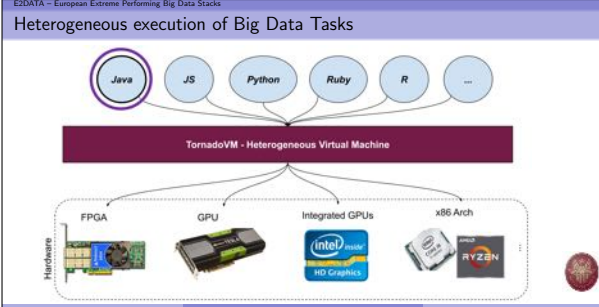 E2DATA – European Extreme Performing Big Data Stacks
Heterogeneous execution of Big Data Tasks
Java JS Python Ruby R ...
TornadoVM - Heterogeneous Virtual Machine
FPGA GPU Integrated GPUs x86 Arch
Hardware
intel inside
HD Graphics
AMD
RYZEN
...